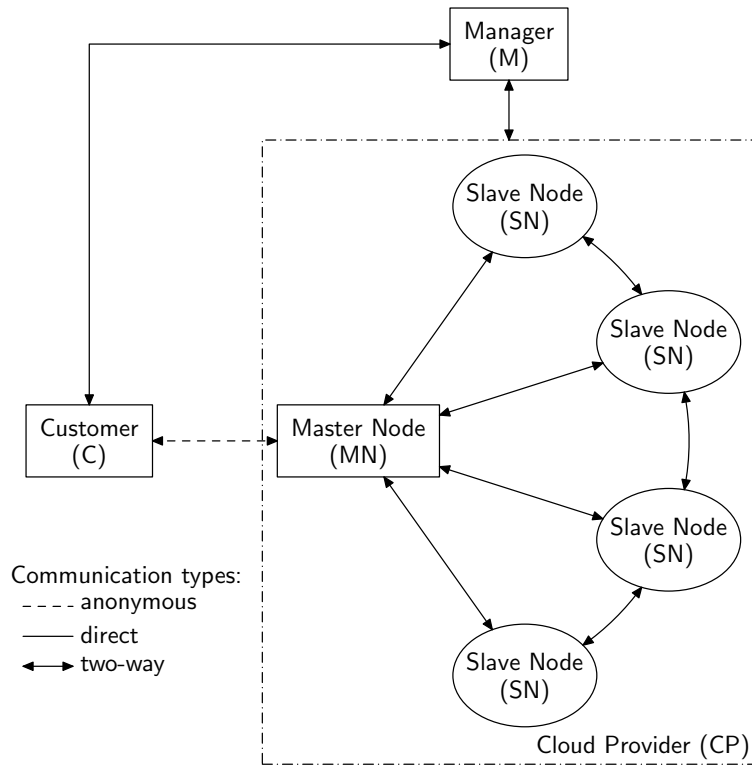 Manager
(M)
Slave Node
(SN)
Slave Node
(SN)
Customer
(C)
Master Node
(MN)
Slave Node
(SN)
Communication types:
anonymous
direct
two-way
Slave Node
(SN)
Cloud Provider (CP)